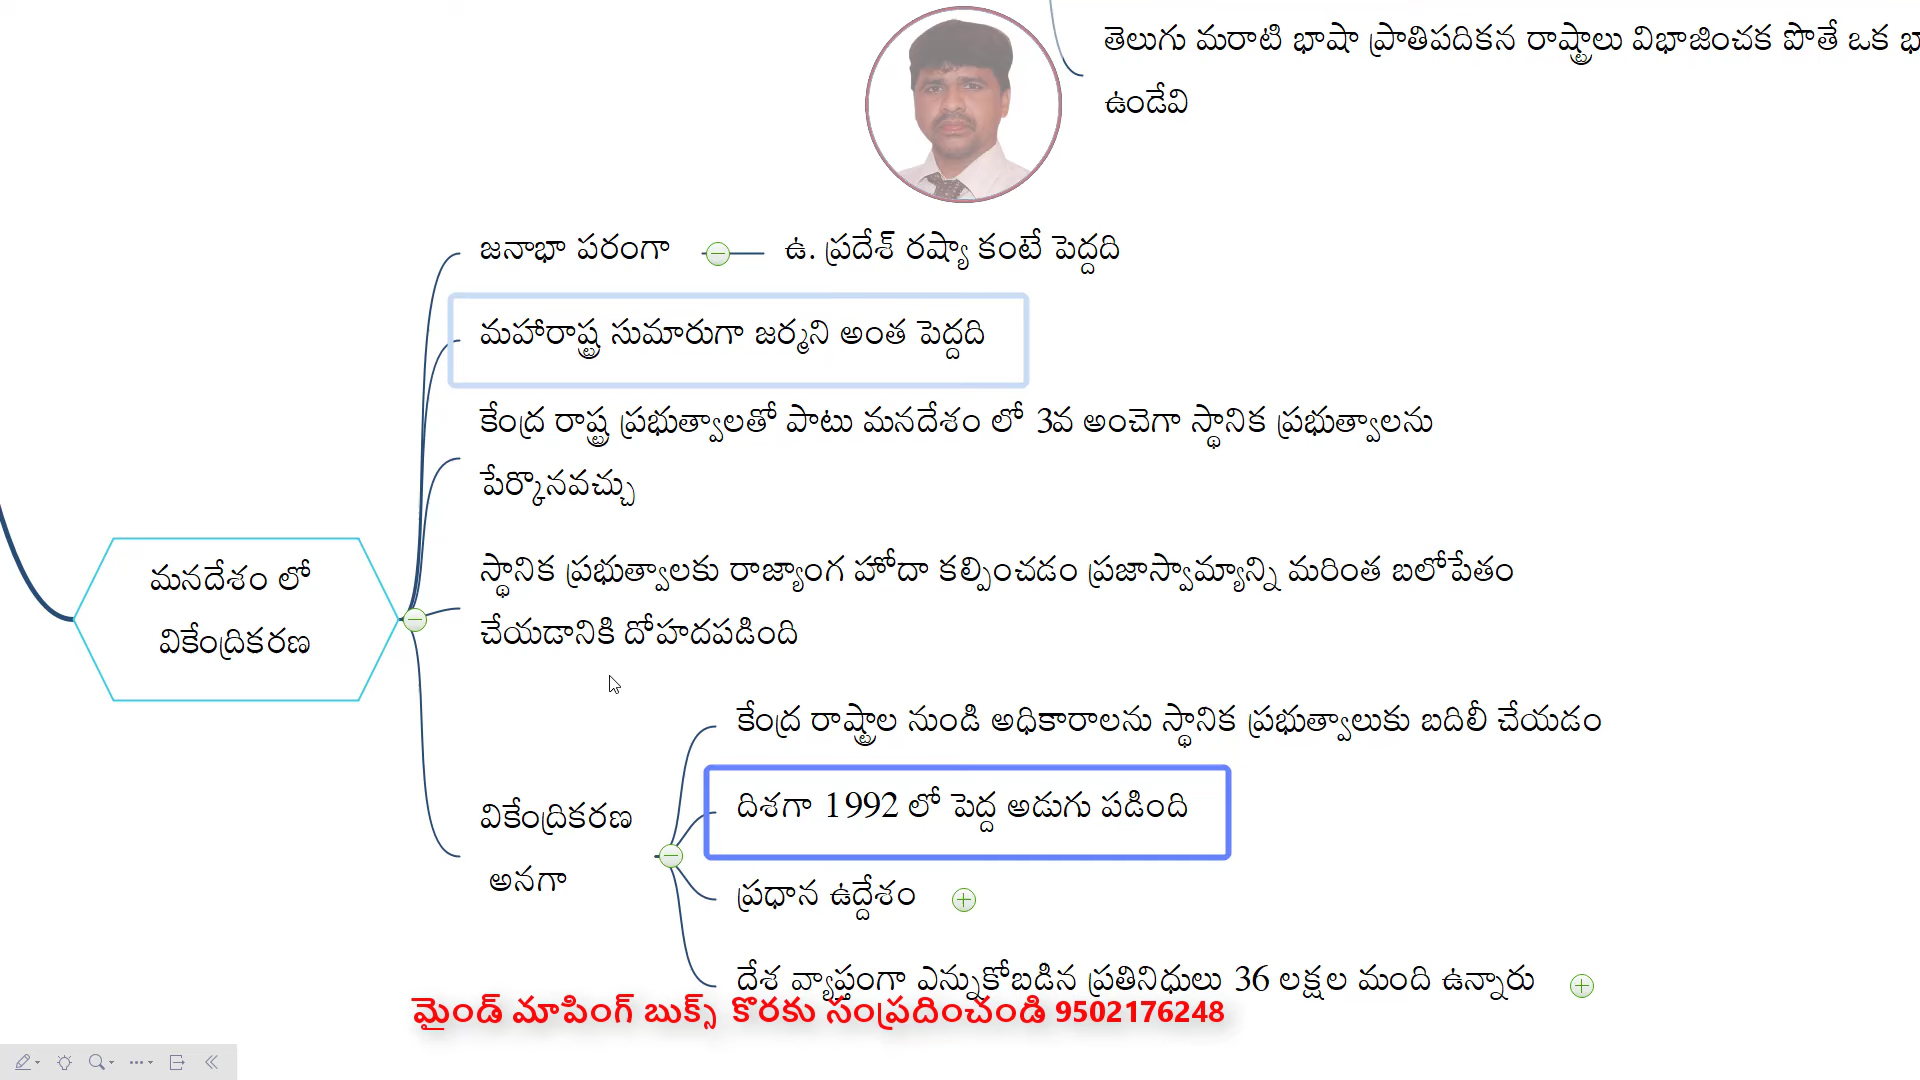 తెలుగు మరాటి భాషా ప్రాతిపదికన రాష్ట్రాలు విభాజించక పొతే ఒక
ఉండేవి
జనాభా పరంగా
ఉ. ప్రదేశ్ రష్యా కంటే పెద్దది
మహారాష్ట్ర సుమారుగా జర్మని అంత పెద్దది
కేంద్ర రాష్ట్ర ప్రభుత్వాలతో పాటు మనదేశం లో 3వ అంచెగా స్థానిక ప్రభుత్వాలను
పేర్కొనవచ్చు
స్థానిక ప్రభుత్వాలకు రాజ్యాంగ హోదా కల్పించడం ప్రజాస్వామ్యాన్ని మరింత బలోపేతం
చేయడానికి దోహదపడింది
మనదేశం లో
వికేంద్రికరణ
వికేంద్రికరణ
అనగా
కేంద్ర రాష్ట్రాల నుండి అధికారాలను స్థానిక ప్రభుత్వాలుకు బదిలీ చేయడం
దిశగా 1992 లో పెద్ద అడుగు పడింది
ప్రధాన ఉద్దేశం
దేశ వ్యాప్తంగా ఎన్నుకోబడిన ప్రతినిధులు 36 లక్షల మంది ఉన్నారు
మైండ్ మాపింగ్ బుక్స్ కొరకు సంప్రదించండి 9502176248